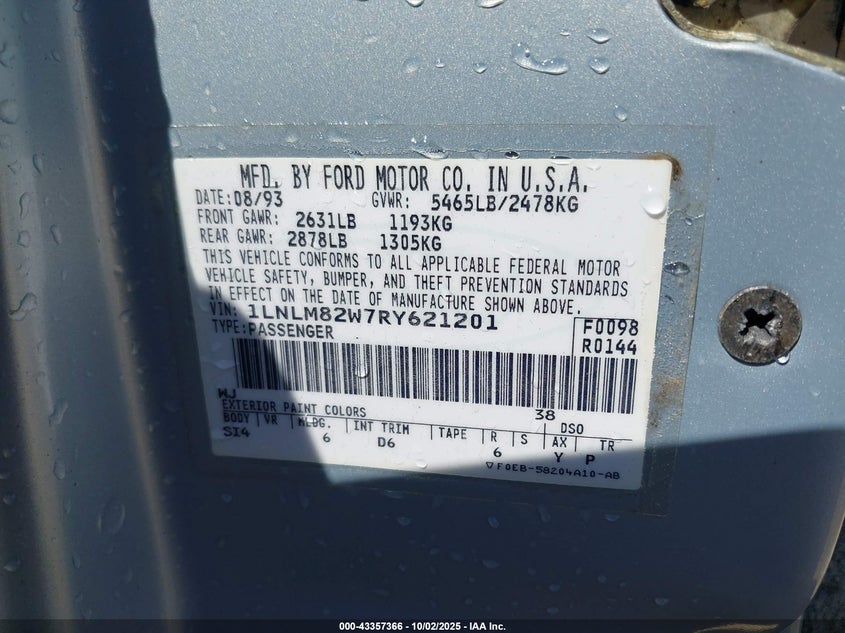 MFD. BY FORD MOTOR CO. IN U.S.A.
DATE: 08/93 GVWR: 5465LB/2478KG
FRONT GAWR: 2631LB 1193KG
REAR GAWR: 2878LB 1305KG
THIS VEHICLE CONFORMS TO ALL APPLICABLE FEDERAL MOTOR
VEHICLE SAFETY, BUMPER, AND THEFT PREVENTION STANDARDS
IN EFFECT ON THE DATE OF MANUFACTURE SHOWN ABOVE.
VIN: 1LNLM82W7RY621201 F0098
TYPE: PASSENGER R0144
WJ 38
EXTERIOR PAINT COLORS DSO
BODY VR MLDG. INT TRIM TAPE R S AX TR
SI4 6 D6 6 Y P
▽F0EB-58204A10-AB
000-43357366 - 10/02/2025 - IAA Inc.